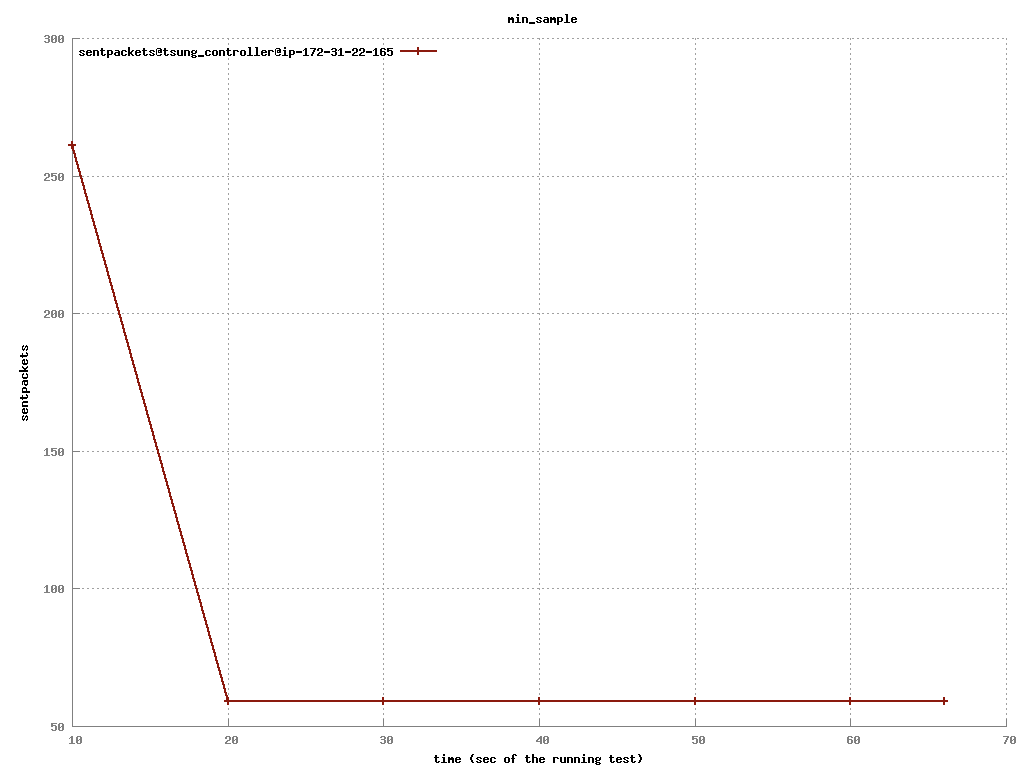 min_sample
sentpackets@tsung_controller@ip-172-31-22-165
300
250
200
150
100
50
sentpackets
10 20 30 40 50 60 70
time (sec of the running test)